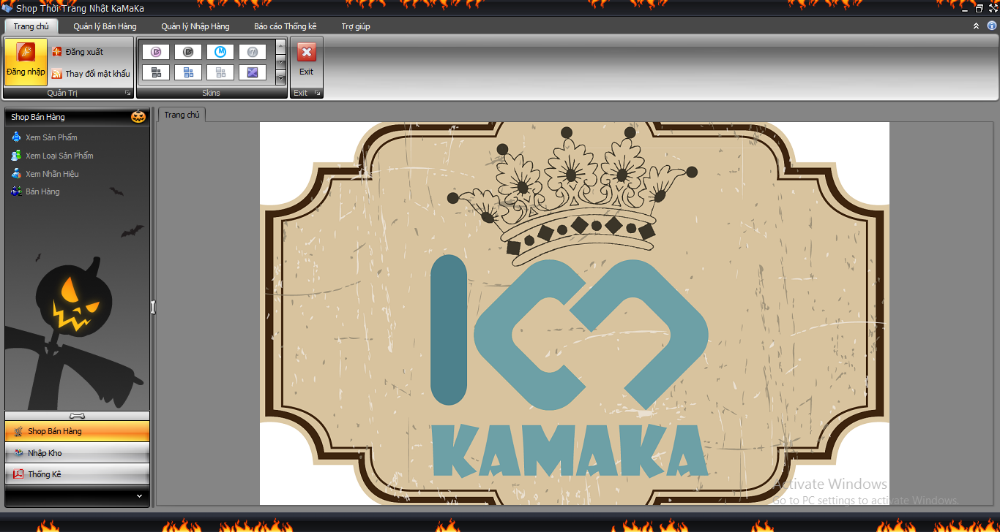 Shop Thời Trang Nhật KaMaKa
Trang chủ Quản lý Bán Hàng Quản lý Nhập Hàng Báo cáo Thống kê Trợ giúp
Đăng nhập
Đăng xuất
Thay đổi mật khẩu
Exit
Quản Trị Skins Exit
Shop Bán Hàng
Xem Sản Phẩm
Xem Loại Sản Phẩm
Xem Nhãn Hiệu
Bán Hàng
Shop Bán Hàng
Nhập Kho
Thống Kê
Trang chủ
KAMAKA
Activate Windows
Go to PC settings to activate Windows.